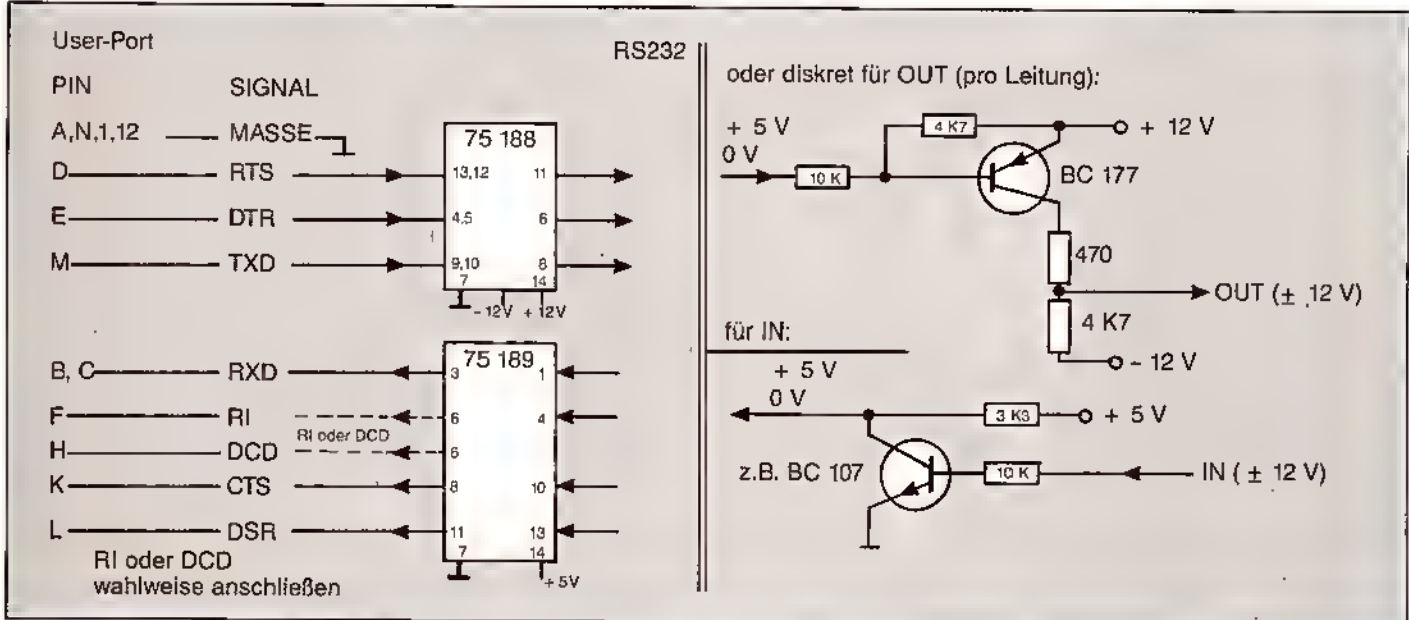 User-Port
RS232
PIN SIGNAL
A,N,1,12 MASSE
D RTS
E DTR
M TXD
75 188
13,12 11
4,5 6
9,10 8
7 14
- 12V + 12V
B, C RXD
F RI
RI oder DCD
H DCD
K CTS
L DSR
75 189
3 1
6 4
6
8 10
11 13
7 14
+ 5V
RI oder DCD
wahlweise anschließen
oder diskret für OUT (pro Leitung):
+ 5 V
0 V
10 K
4 K7
+ 12 V
BC 177
470
OUT (± 12 V)
4 K7
- 12 V
für IN:
+ 5 V
0 V
3 K3
+ 5 V
z.B. BC 107
10 K
IN ( ± 12 V)